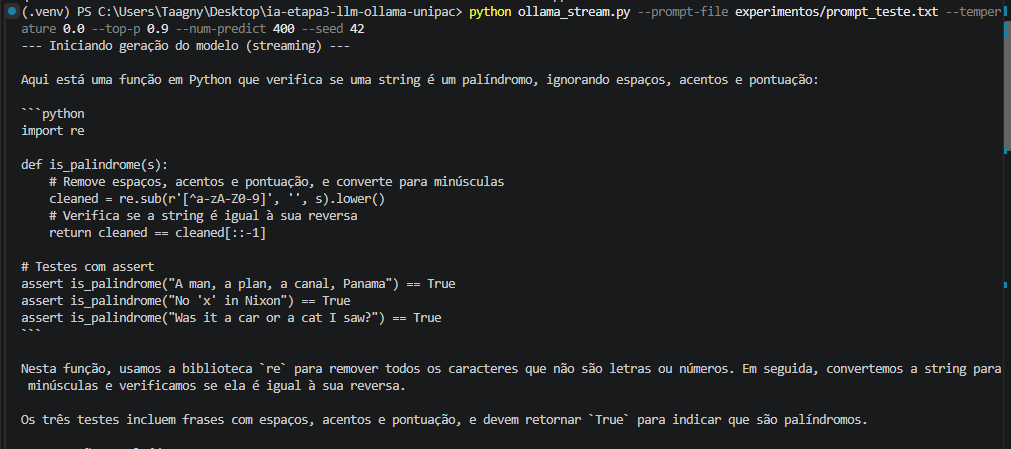 (.venv) PS C:\Users\Taagny\Desktop\ia-etapa3-llm-ollama-unipac> python ollama_stream.py --prompt-file experimentos/prompt_teste.txt --temper
ature 0.0 --top-p 0.9 --num-predict 400 --seed 42
--- Iniciando geração do modelo (streaming) ---

Aqui está uma função em Python que verifica se uma string é um palíndromo, ignorando espaços, acentos e pontuação:

```python
import re

def is_palindrome(s):
    # Remove espaços, acentos e pontuação, e converte para minúsculas
    cleaned = re.sub(r'[^a-zA-Z0-9]', '', s).lower()
    # Verifica se a string é igual à sua reversa
    return cleaned == cleaned[::-1]

# Testes com assert
assert is_palindrome("A man, a plan, a canal, Panama") == True
assert is_palindrome("No 'x' in Nixon") == True
assert is_palindrome("Was it a car or a cat I saw?") == True
```

Nesta função, usamos a biblioteca `re` para remover todos os caracteres que não são letras ou números. Em seguida, convertemos a string para
 minúsculas e verificamos se ela é igual à sua reversa.

Os três testes incluem frases com espaços, acentos e pontuação, e devem retornar `True` para indicar que são palíndromos.